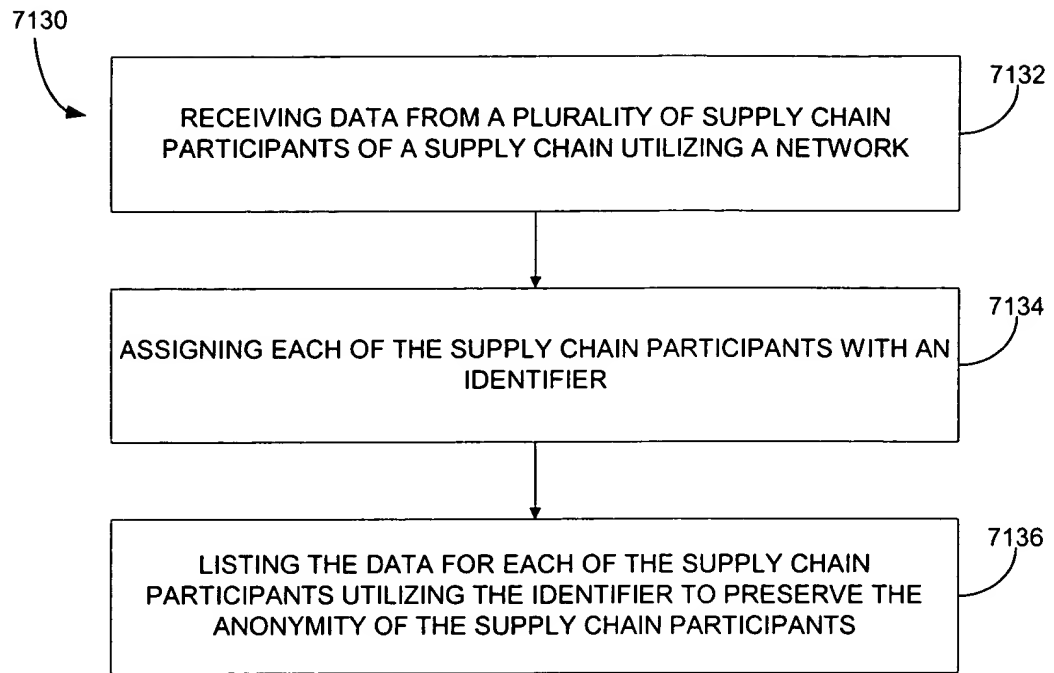 7130
7132
RECEIVING DATA FROM A PLURALITY OF SUPPLY CHAIN
PARTICIPANTS OF A SUPPLY CHAIN UTILIZING A NETWORK
7134
ASSIGNING EACH OF THE SUPPLY CHAIN PARTICIPANTS WITH AN
IDENTIFIER
7136
LISTING THE DATA FOR EACH OF THE SUPPLY CHAIN
PARTICIPANTS UTILIZING THE IDENTIFIER TO PRESERVE THE
ANONYMITY OF THE SUPPLY CHAIN PARTICIPANTS